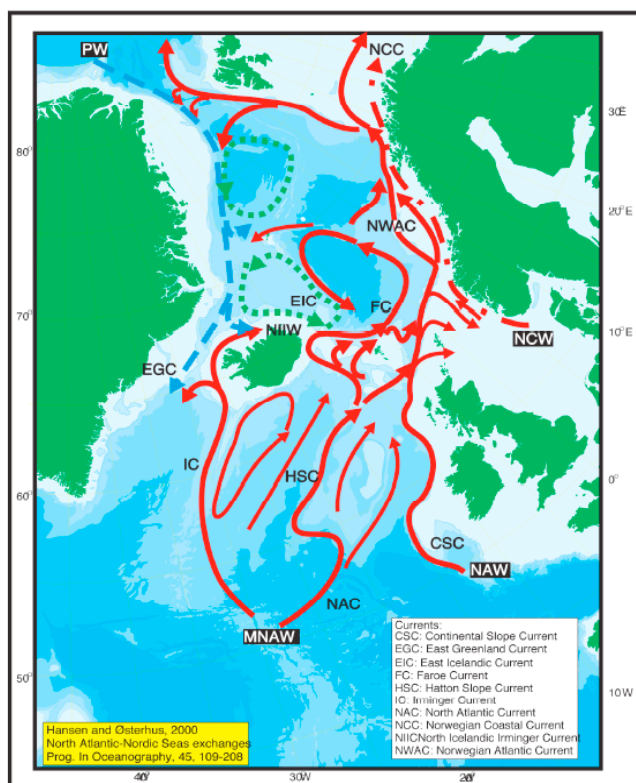 PW
NCC
30E
80°
20°E
NWAC
EIC
FC
70°
NIIW
10°E
NCW
EGC
IC
HSC
60°
0°
CSC
NAW
NAC
MNAW
Currents:
CSC: Continental Slope Current
EGC: East Greenland Current
EIC: East Icelandic Current
FC: Faroe Current
HSC: Hatton Slope Current
IC: Irminger Current
NAC: North Atlantic Current
NCC: Norwegian Coastal Current
NIICNorth Icelandic Irminger Current
NWAC: Norwegian Atlantic Current
50°
10W
Hansen and Østerhus, 2000
North Atlantic-Nordic Seas exchanges
Prog. In Oceanography, 45, 109-208
40°
30W
20°